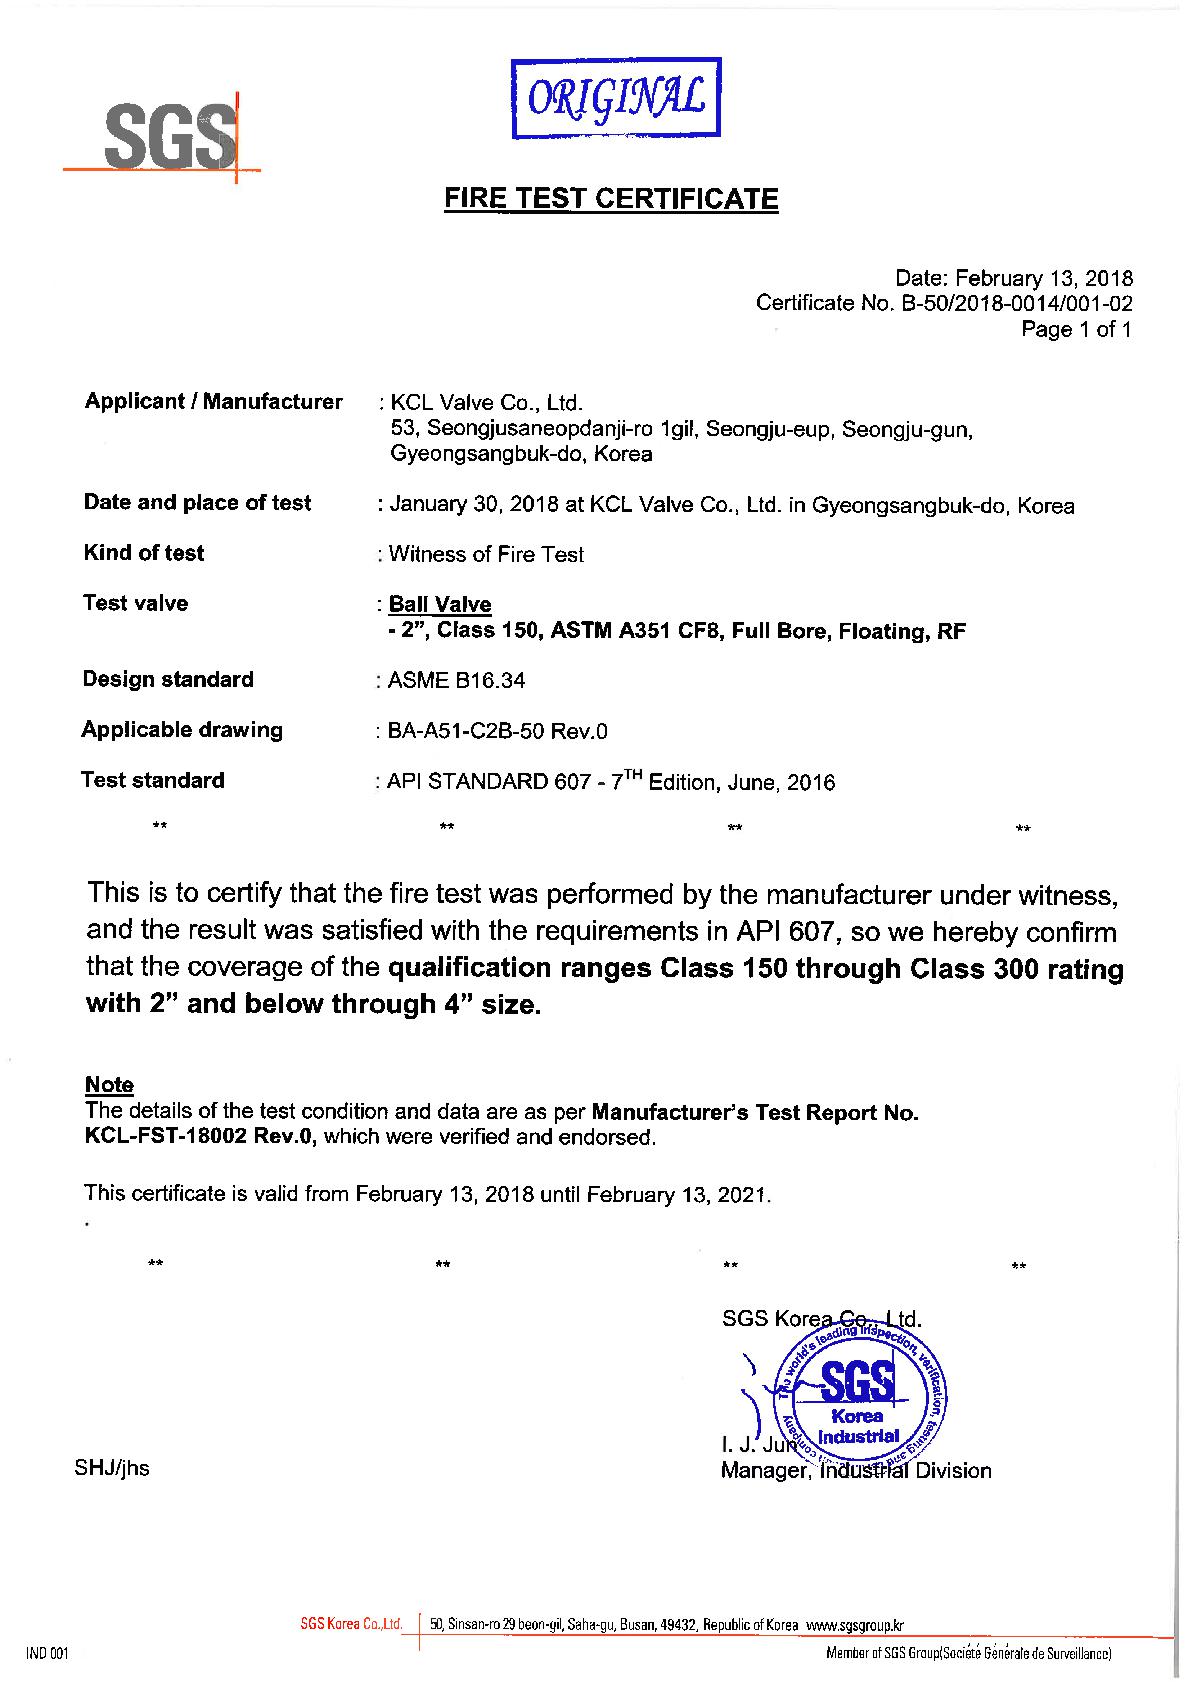 ORIGINAL
SGS
FIRE TEST CERTIFICATE
Date: February 13, 2018
Certificate No. B-50/2018-0014/001-02
Page 1 of 1
Applicant / Manufacturer : KCL Valve Co., Ltd.
53, Seongjusaneopdanji-ro 1gil, Seongju-eup, Seongju-gun,
Gyeongsangbuk-do, Korea
Date and place of test : January 30, 2018 at KCL Valve Co., Ltd. in Gyeongsangbuk-do, Korea
Kind of test : Witness of Fire Test
Test valve : Ball Valve
- 2”, Class 150, ASTM A351 CF8, Full Bore, Floating, RF
Design standard : ASME B16.34
Applicable drawing : BA-A51-C2B-50 Rev.0
Test standard : API STANDARD 607 - 7TH Edition, June, 2016
** ** ** **
This is to certify that the fire test was performed by the manufacturer under witness,
and the result was satisfied with the requirements in API 607, so we hereby confirm
that the coverage of the qualification ranges Class 150 through Class 300 rating
with 2” and below through 4” size.
Note
The details of the test condition and data are as per Manufacturer’s Test Report No.
KCL-FST-18002 Rev.0, which were verified and endorsed.
This certificate is valid from February 13, 2018 until February 13, 2021.
.
** ** ** **
SGS Korea Co., Ltd.
The world's leading inspection, verification, testing and company
SGS
Korea
Industrial
I. J.
SHJ/jhs
Manager, Industrial Division
SGS Korea Co.,Ltd. 50, Sinsan-ro 29 beon-gil, Saha-gu, Busan, 49432, Republic of Korea www.sgsgroup.kr
IND 001
Member of SGS Group(Société Générale de Surveillance)